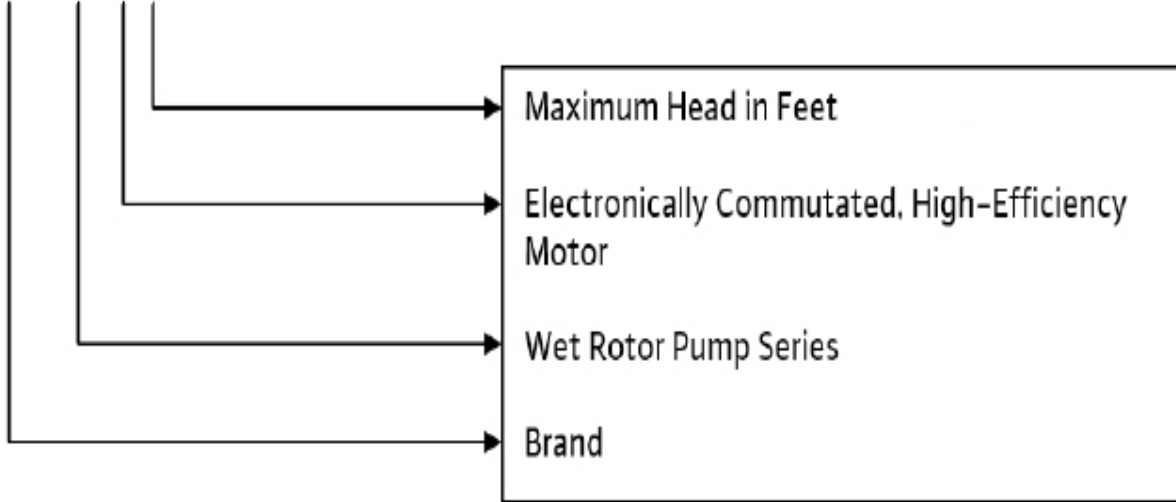 Maximum Head in Feet
Electronically Commutated, High-Efficiency
Motor
Wet Rotor Pump Series
Brand